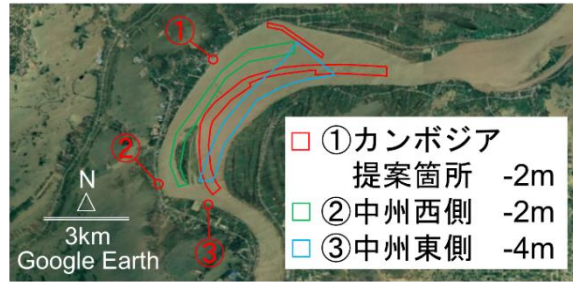 ①
②
③
N
△
3km
Google Earth
□ ①カンボジア
提案箇所 -2m
□ ②中州西側 -2m
□ ③中州東側 -4m